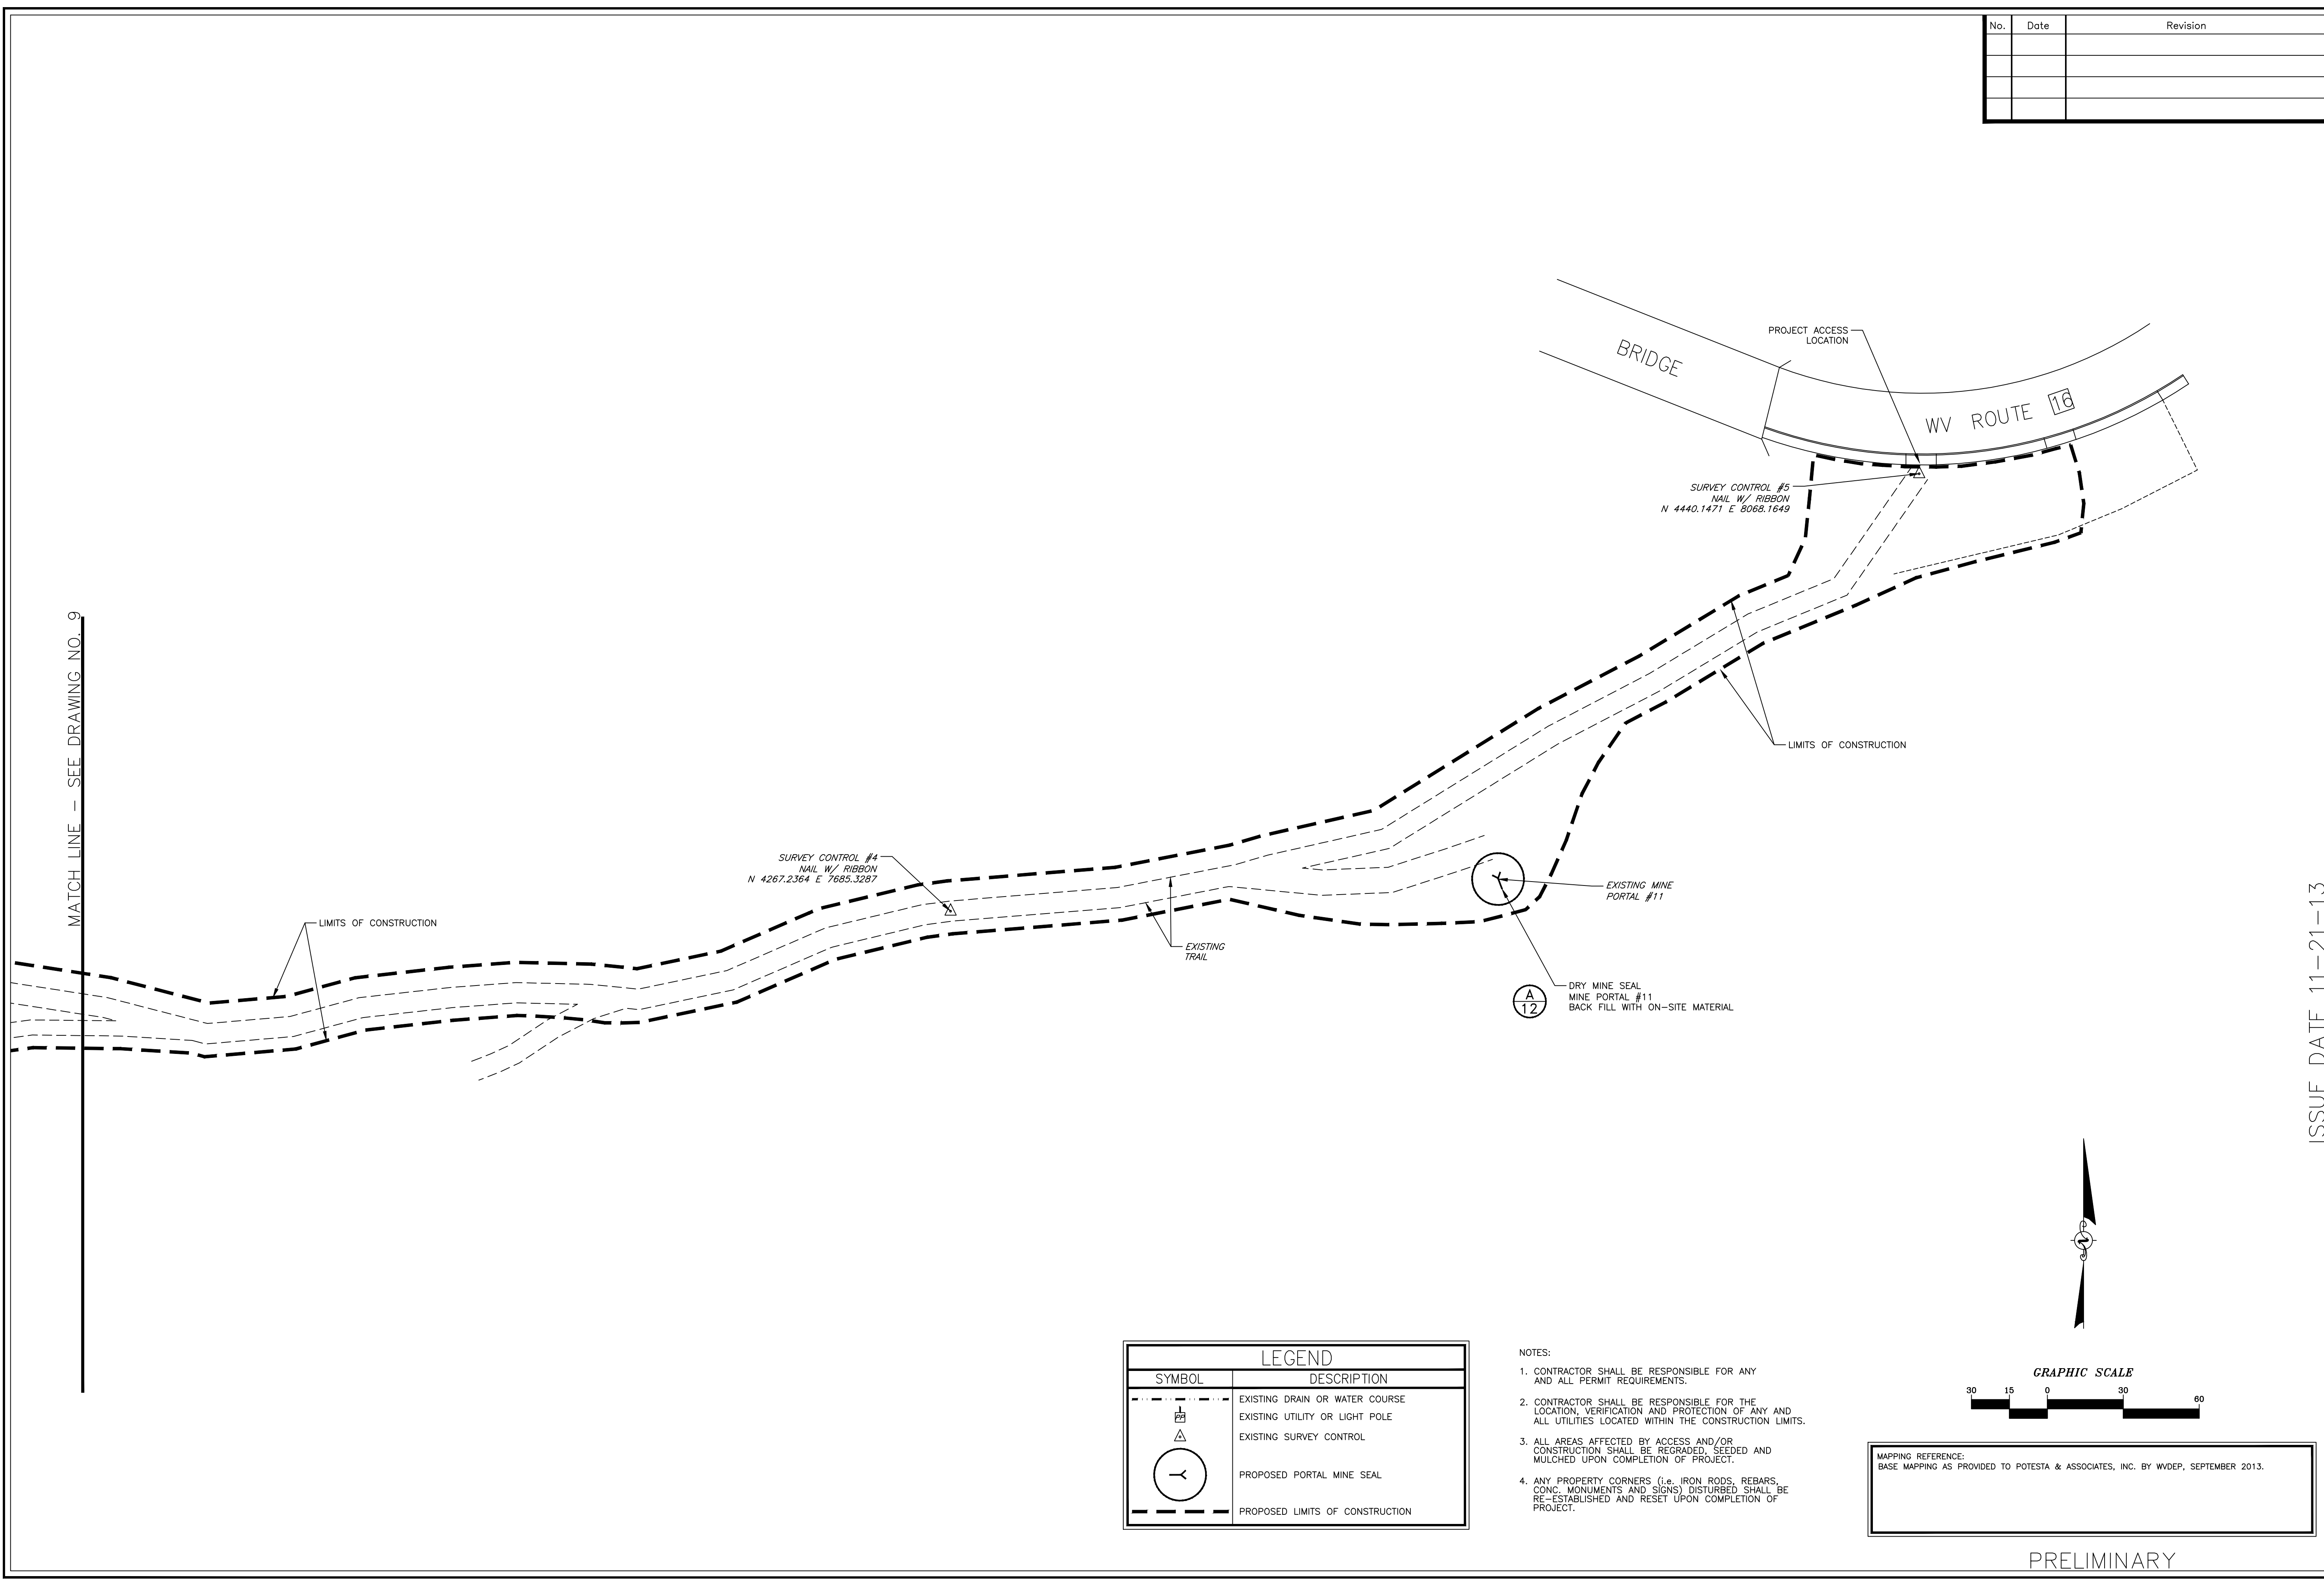 No. Date Revision
PROJECT ACCESS
LOCATION
BRIDGE
WV ROUTE 16
SURVEY CONTROL #5
NAIL W/ RIBBON
N 4440.1471 E 8068.1649
MATCH LINE - SEE DRAWING NO. 9
LIMITS OF CONSTRUCTION
SURVEY CONTROL #4
NAIL W/ RIBBON
N 4267.2364 E 7685.3287
LIMITS OF CONSTRUCTION
EXISTING
TRAIL
EXISTING MINE
PORTAL #11
DRY MINE SEAL
MINE PORTAL #11
BACK FILL WITH ON-SITE MATERIAL
A
12
ISSUE DATE 11-21-13
N
LEGEND
SYMBOL DESCRIPTION
EXISTING DRAIN OR WATER COURSE
PP EXISTING UTILITY OR LIGHT POLE
EXISTING SURVEY CONTROL
PROPOSED PORTAL MINE SEAL
PROPOSED LIMITS OF CONSTRUCTION
NOTES:
1. CONTRACTOR SHALL BE RESPONSIBLE FOR ANY
AND ALL PERMIT REQUIREMENTS.
2. CONTRACTOR SHALL BE RESPONSIBLE FOR THE
LOCATION, VERIFICATION AND PROTECTION OF ANY AND
ALL UTILITIES LOCATED WITHIN THE CONSTRUCTION LIMITS.
3. ALL AREAS AFFECTED BY ACCESS AND/OR
CONSTRUCTION SHALL BE REGRADED, SEEDED AND
MULCHED UPON COMPLETION OF PROJECT.
4. ANY PROPERTY CORNERS (i.e. IRON RODS, REBARS,
CONC. MONUMENTS AND SIGNS) DISTURBED SHALL BE
RE-ESTABLISHED AND RESET UPON COMPLETION OF
PROJECT.
GRAPHIC SCALE
30 15 0 30 60
MAPPING REFERENCE:
BASE MAPPING AS PROVIDED TO POTESTA & ASSOCIATES, INC. BY WVDEP, SEPTEMBER 2013.
PRELIMINARY